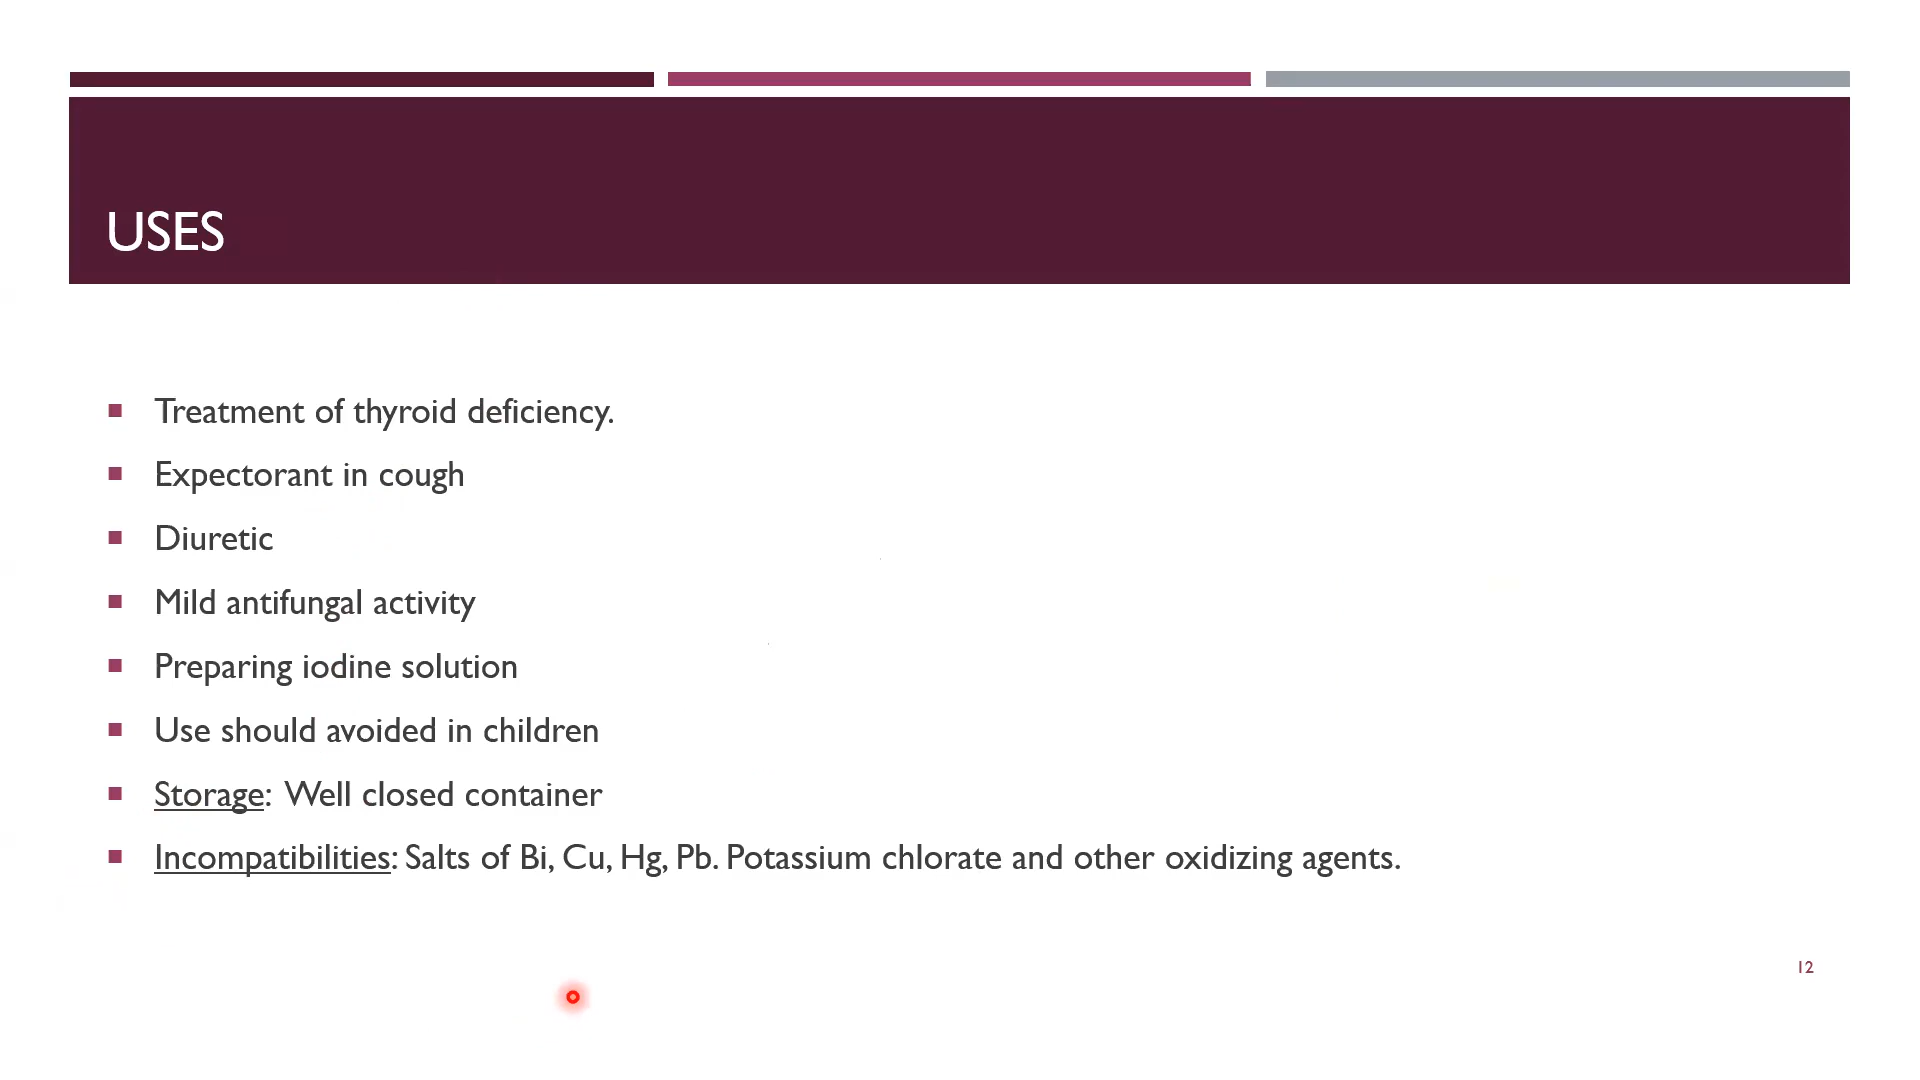 USES
Treatment of thyroid deficiency.
Expectorant in cough
Diuretic
Mild antifungal activity
Preparing iodine solution
Use should avoided in children
Storage: Well closed container
Incompatibilities: Salts of Bi, Cu, Hg, Pb. Potassium chlorate and other oxidizing agents.
12